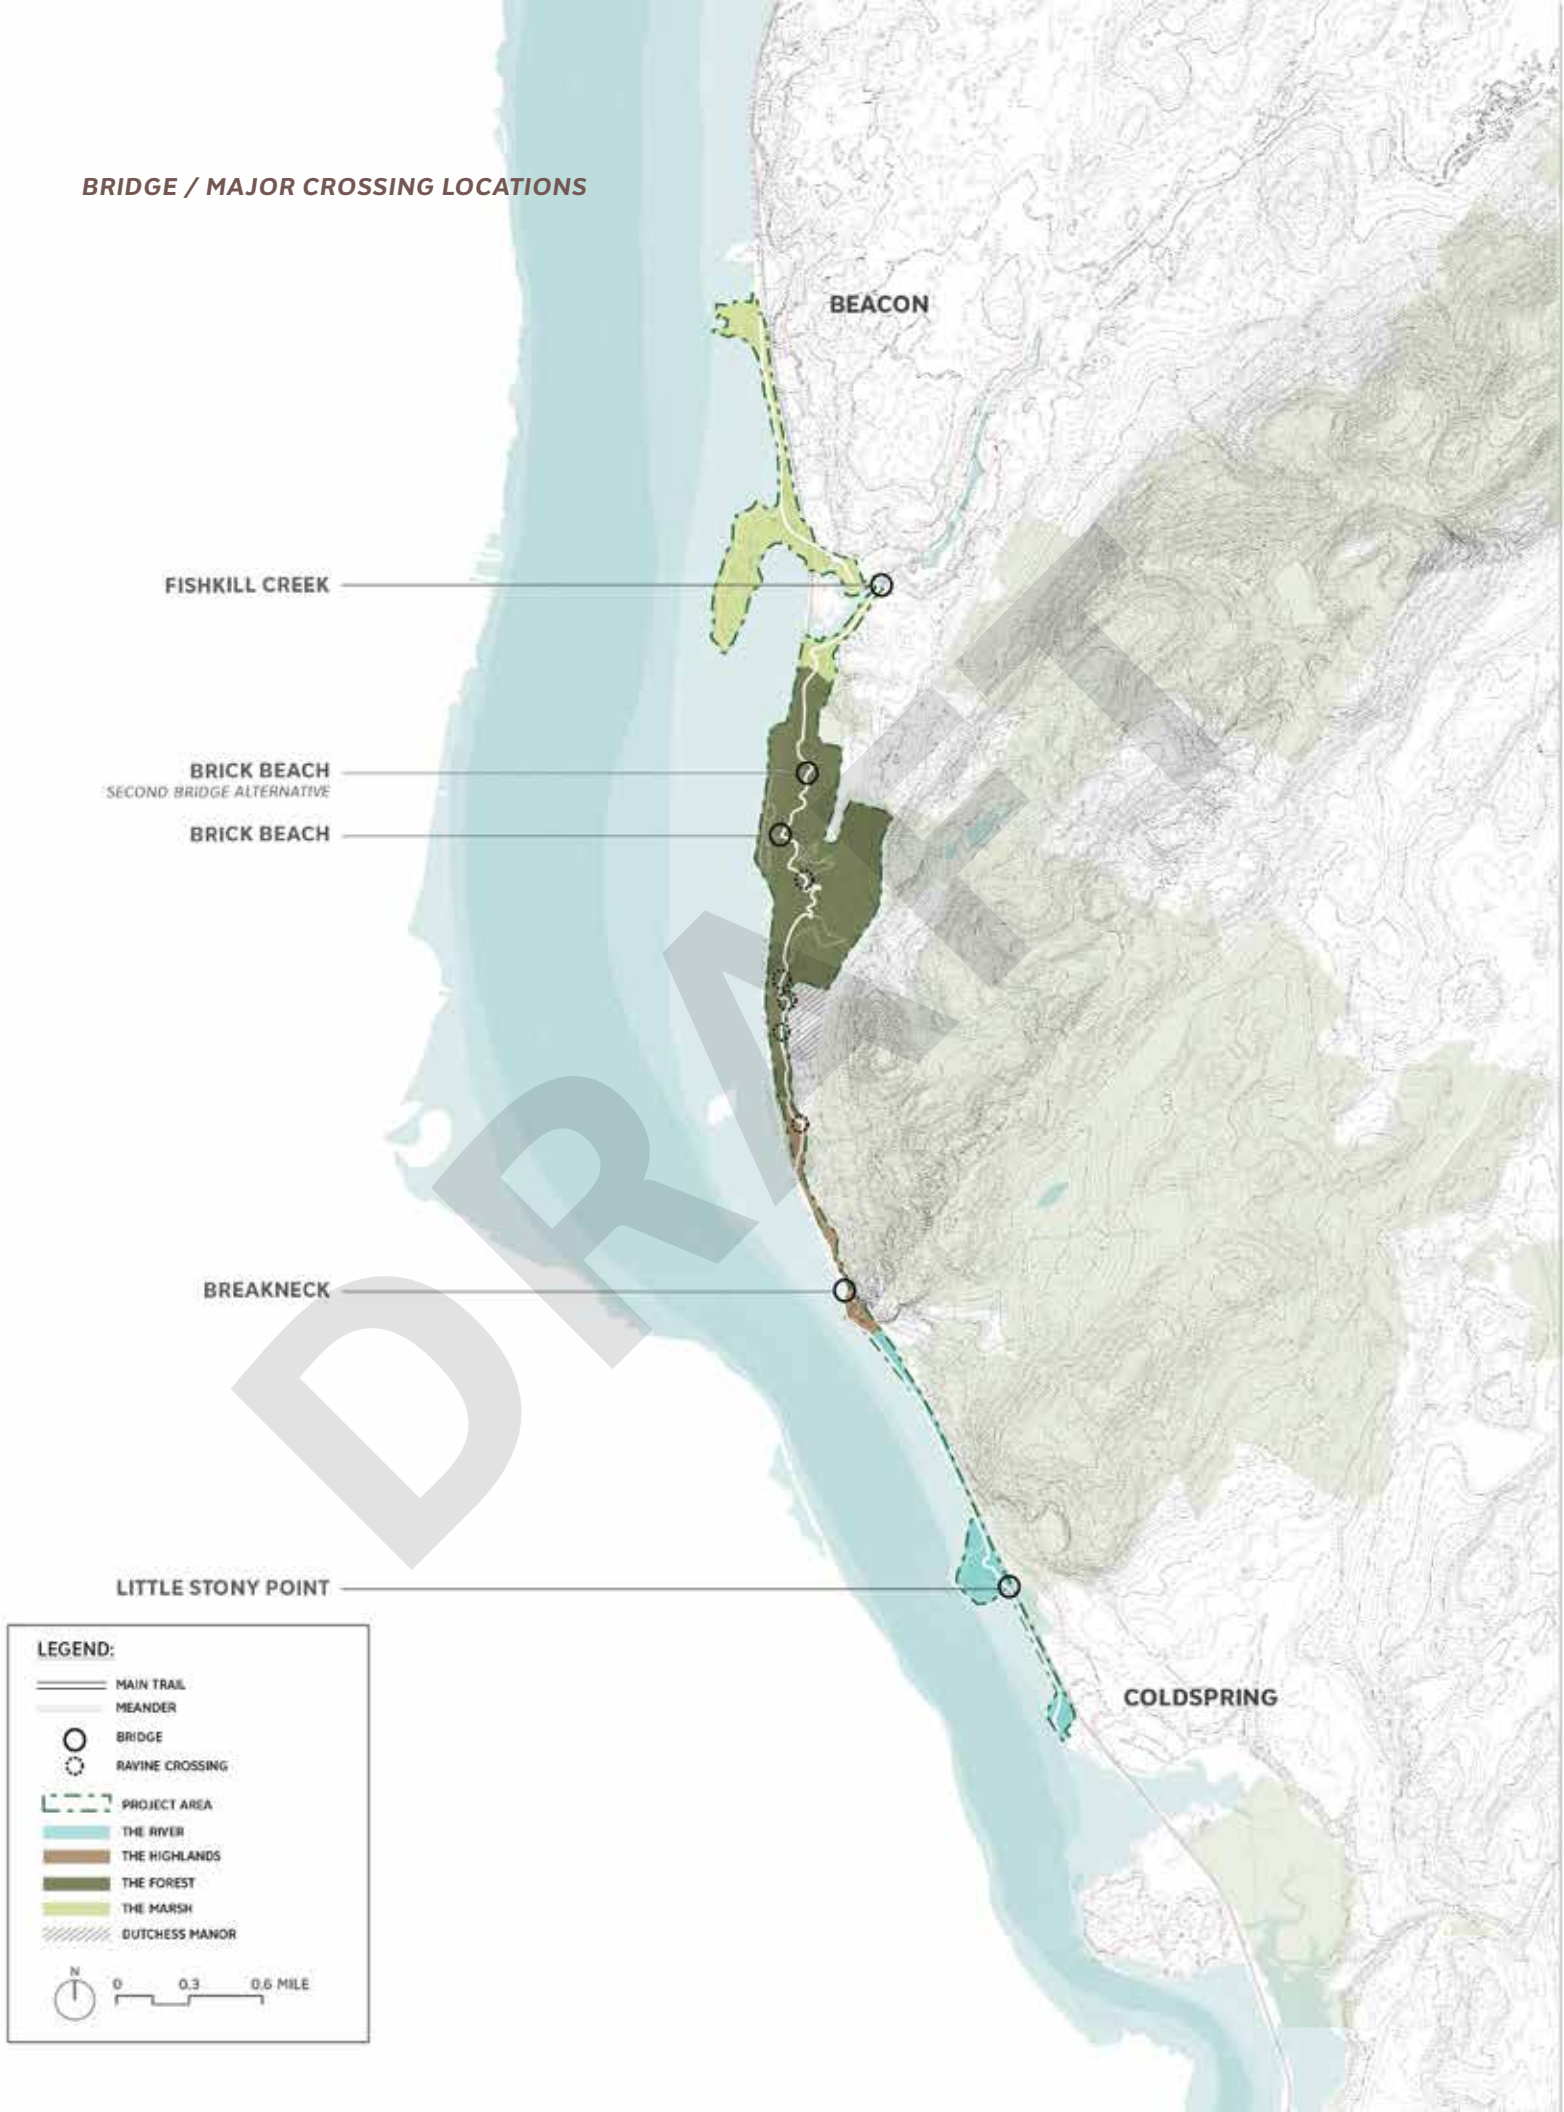 BRIDGE / MAJOR CROSSING LOCATIONS
BEACON
FISHKILL CREEK
BRICK BEACH
SECOND BRIDGE ALTERNATIVE
BRICK BEACH
BREAKNECK
LITTLE STONY POINT
COLDSPRING
DRAFT
LEGEND:
MAIN TRAIL
MEANDER
BRIDGE
RAVINE CROSSING
PROJECT AREA
THE RIVER
THE HIGHLANDS
THE FOREST
THE MARSH
DUTCHESS MANOR
N
0 0.3 0.6 MILE